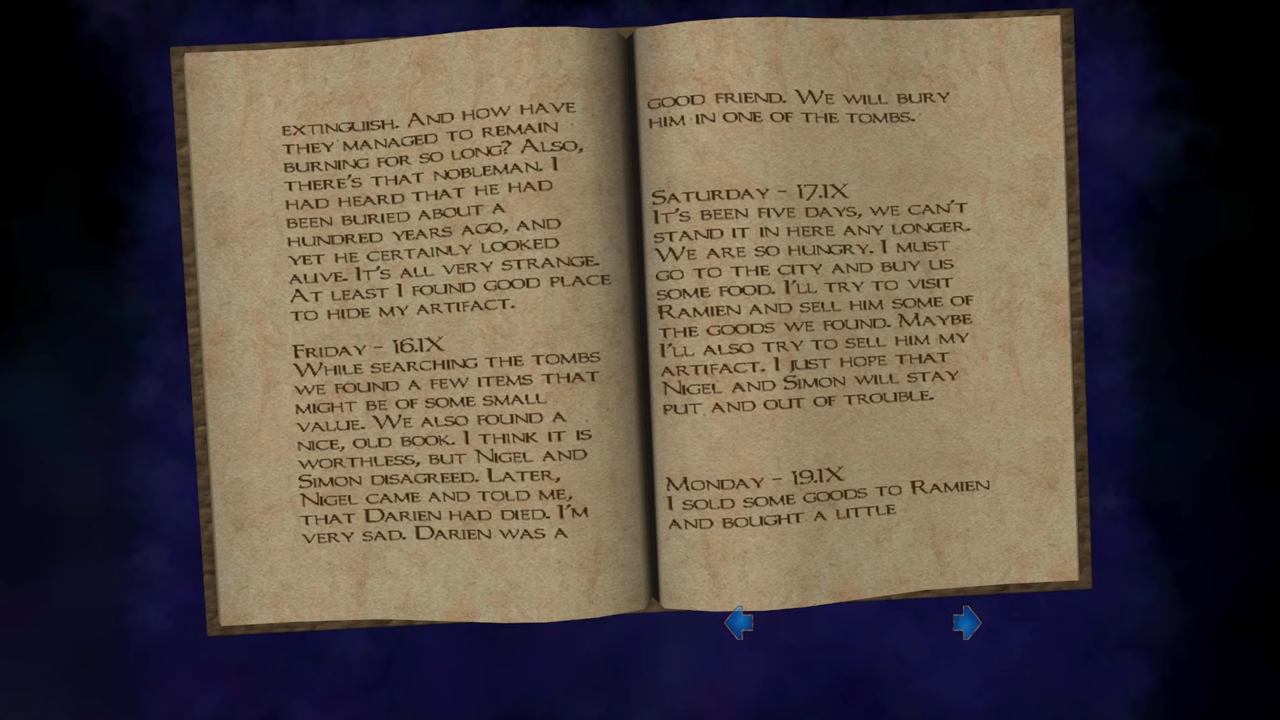 extinguish. And how have
they managed to remain
burning for so long? Also,
there's that nobleman. I
had heard that he had
been buried about a
hundred years ago, and
yet he certainly looked
alive. It's all very strange.
At least I found good place
to hide my artifact.
Friday - 16.IX
While searching the tombs
we found a few items that
might be of some small
value. We also found a
nice, old book. I think it is
worthless, but Nigel and
Simon disagreed. Later,
Nigel came and told me,
that Darien had died. I'm
very sad. Darien was a
good friend. We will bury
him in one of the tombs.
Saturday - 17.IX
It's been five days, we can't
stand it in here any longer.
We are so hungry. I must
go to the city and buy us
some food. I'll try to visit
Ramien and sell him some of
the goods we found. Maybe
I'll also try to sell him my
artifact. I just hope that
Nigel and Simon will stay
put and out of trouble.
Monday - 19.IX
I sold some goods to Ramien
and bought a little